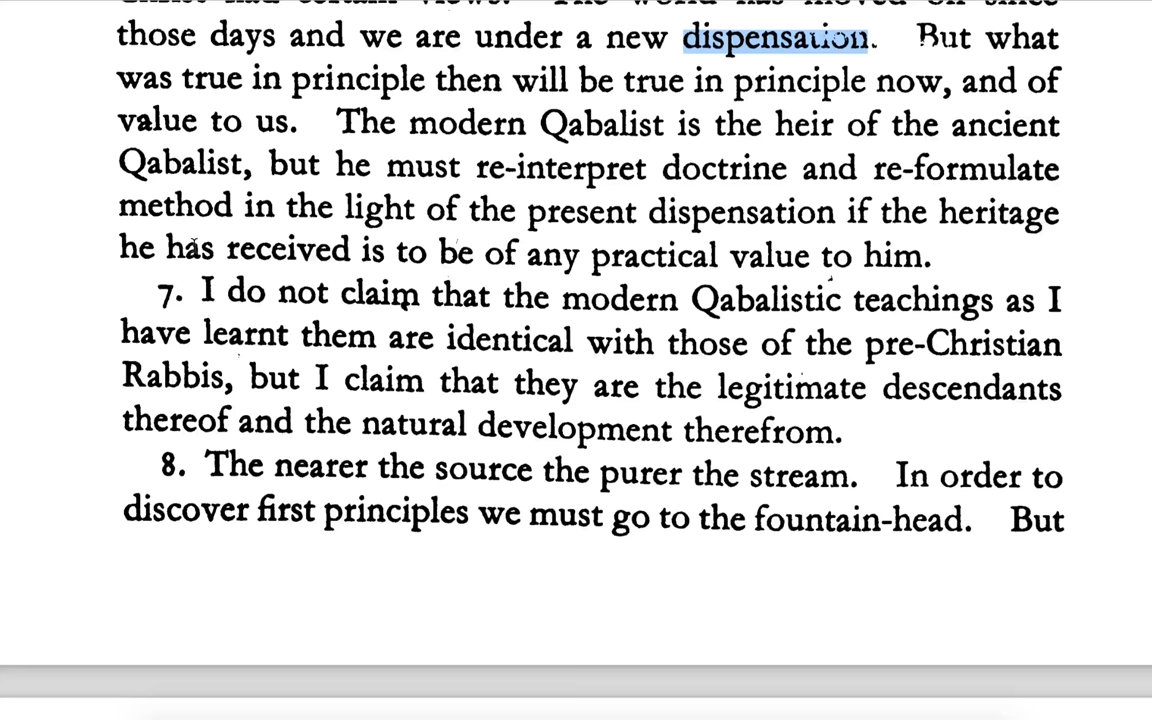 those days and we are under a new dispensation. But what
was true in principle then will be true in principle now, and of
value to us. The modern Qabalist is the heir of the ancient
Qabalist, but he must re-interpret doctrine and re-formulate
method in the light of the present dispensation if the heritage
he has received is to be of any practical value to him.
7. I do not claim that the modern Qabalistic teachings as I
have learnt them are identical with those of the pre-Christian
Rabbis, but I claim that they are the legitimate descendants
thereof and the natural development therefrom.
8. The nearer the source the purer the stream. In order to
discover first principles we must go to the fountain-head. But